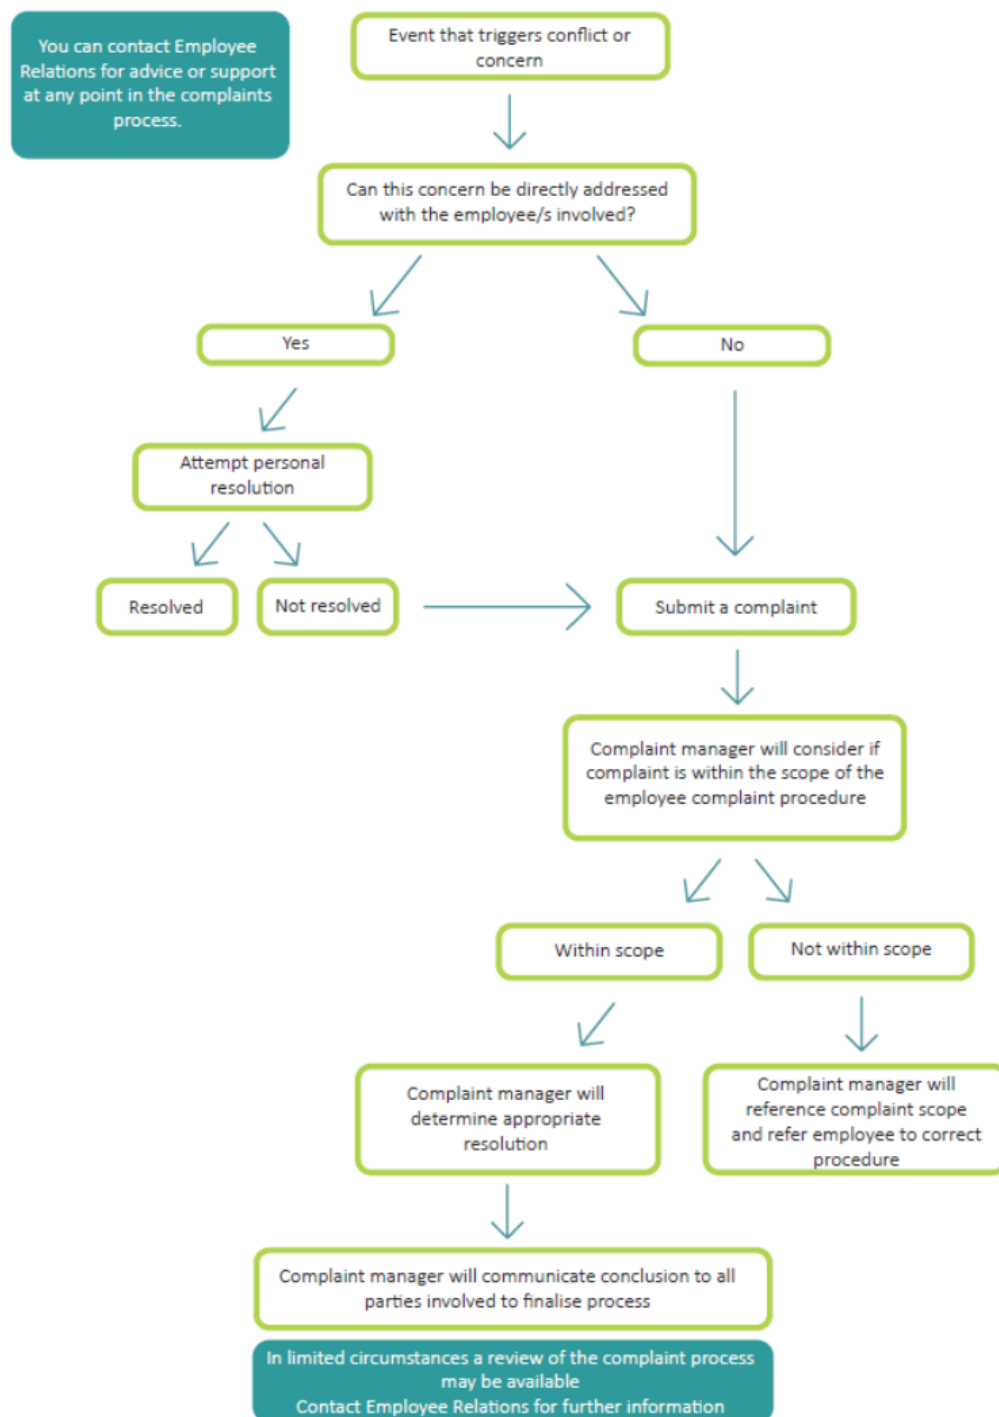 You can contact Employee
Relations for advice or support
at any point in the complaints
process.
Event that triggers conflict or
concern
Can this concern be directly addressed
with the employee/s involved?
Yes
No
Attempt personal
resolution
Resolved
Not resolved
Submit a complaint
Complaint manager will consider if
complaint is within the scope of the
employee complaint procedure
Within scope
Not within scope
Complaint manager will
determine appropriate
resolution
Complaint manager will
reference complaint scope
and refer employee to correct
procedure
Complaint manager will communicate conclusion to all
parties involved to finalise process
In limited circumstances a review of the complaint process
may be available
Contact Employee Relations for further information